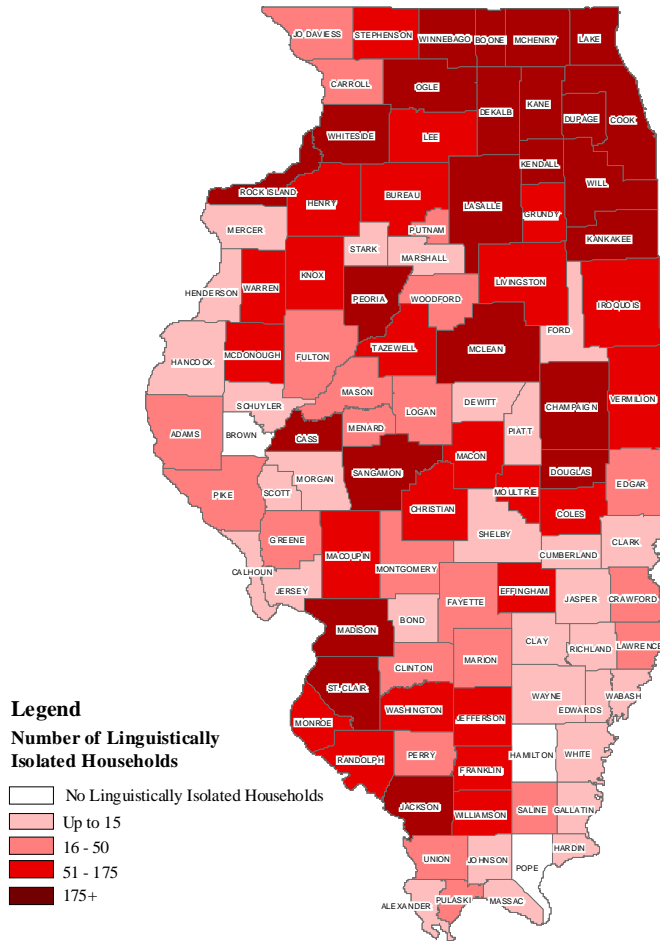 JO DAVIESS
STEPHENSON
WINNEBAGO
BOONE
MCHENRY
LAKE
CARROLL
OGLE
DEKALB
KANE
DUPAGE
COOK
WHITESIDE
LEE
KENDALL
WILL
ROCK ISLAND
HENRY
BUREAU
LASALLE
GRUNDY
MERCER
PUTNAM
KANKAKEE
STARK
MARSHALL
HENDERSON
WARREN
KNOX
PEORIA
WOODFORD
LIVINGSTON
IROQUOIS
FORD
HANCOCK
MCDONOUGH
FULTON
TAZEWELL
MCLEAN
MASON
LOGAN
DEWITT
CHAMPAIGN
VERMILION
SCHUYLER
ADAMS
BROWN
CASS
MENARD
PIATT
MACON
SANGAMON
DOUGLAS
MORGAN
SCOTT
PIKE
MOULTRIE
EDGAR
CHRISTIAN
COLES
GREENE
MACOUPIN
SHELBY
CLARK
CUMBERLAND
CALHOUN
JERSEY
MONTGOMERY
FAYETTE
EFFINGHAM
JASPER
CRAWFORD
MADISON
BOND
CLAY
RICHLAND
LAWRENCE
CLINTON
MARION
ST. CLAIR
WAYNE
EDWARDS
WABASH
MONROE
WASHINGTON
JEFFERSON
RANDOLPH
PERRY
HAMILTON
WHITE
FRANKLIN
JACKSON
WILLIAMSON
SALINE
GALLATIN
UNION
JOHNSON
POPE
HARDIN
ALEXANDER
PULASKI
MASSAC
Legend
Number of Linguistically
Isolated Households
No Linguistically Isolated Households
Up to 15
16 - 50
51 - 175
175+